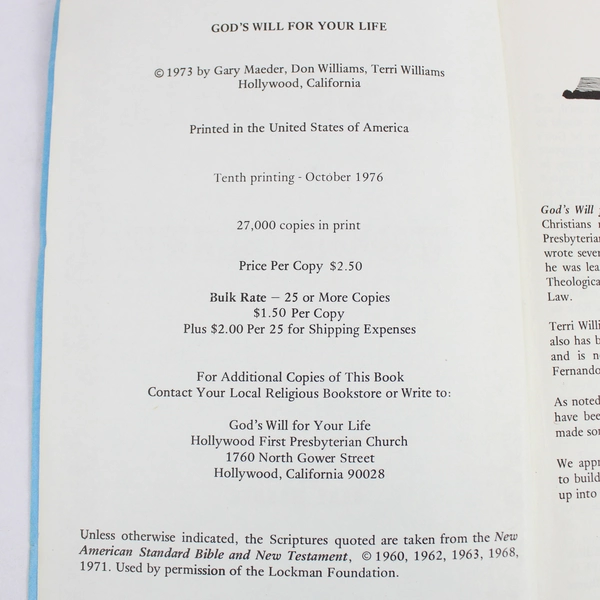 GOD'S WILL FOR YOUR LIFE
© 1973 by Gary Maeder, Don Williams, Terri Williams
Hollywood, California
Printed in the United States of America
Tenth printing - October 1976
27,000 copies in print
Price Per Copy $2.50
Bulk Rate — 25 or More Copies
$1.50 Per Copy
Plus $2.00 Per 25 for Shipping Expenses
For Additional Copies of This Book
Contact Your Local Religious Bookstore or Write to:
God's Will for Your Life
Hollywood First Presbyterian Church
1760 North Gower Street
Hollywood, California 90028
Unless otherwise indicated, the Scriptures quoted are taken from the New
American Standard Bible and New Testament, © 1960, 1962, 1963, 1968,
1971. Used by permission of the Lockman Foundation.
God's Will
Christians
Presbyteria
wrote seve
he was lea
Theologica
Law.
Terri Willi
also has b
and is n
Fernando
As noted
have bee
made so
We appr
to build
up into